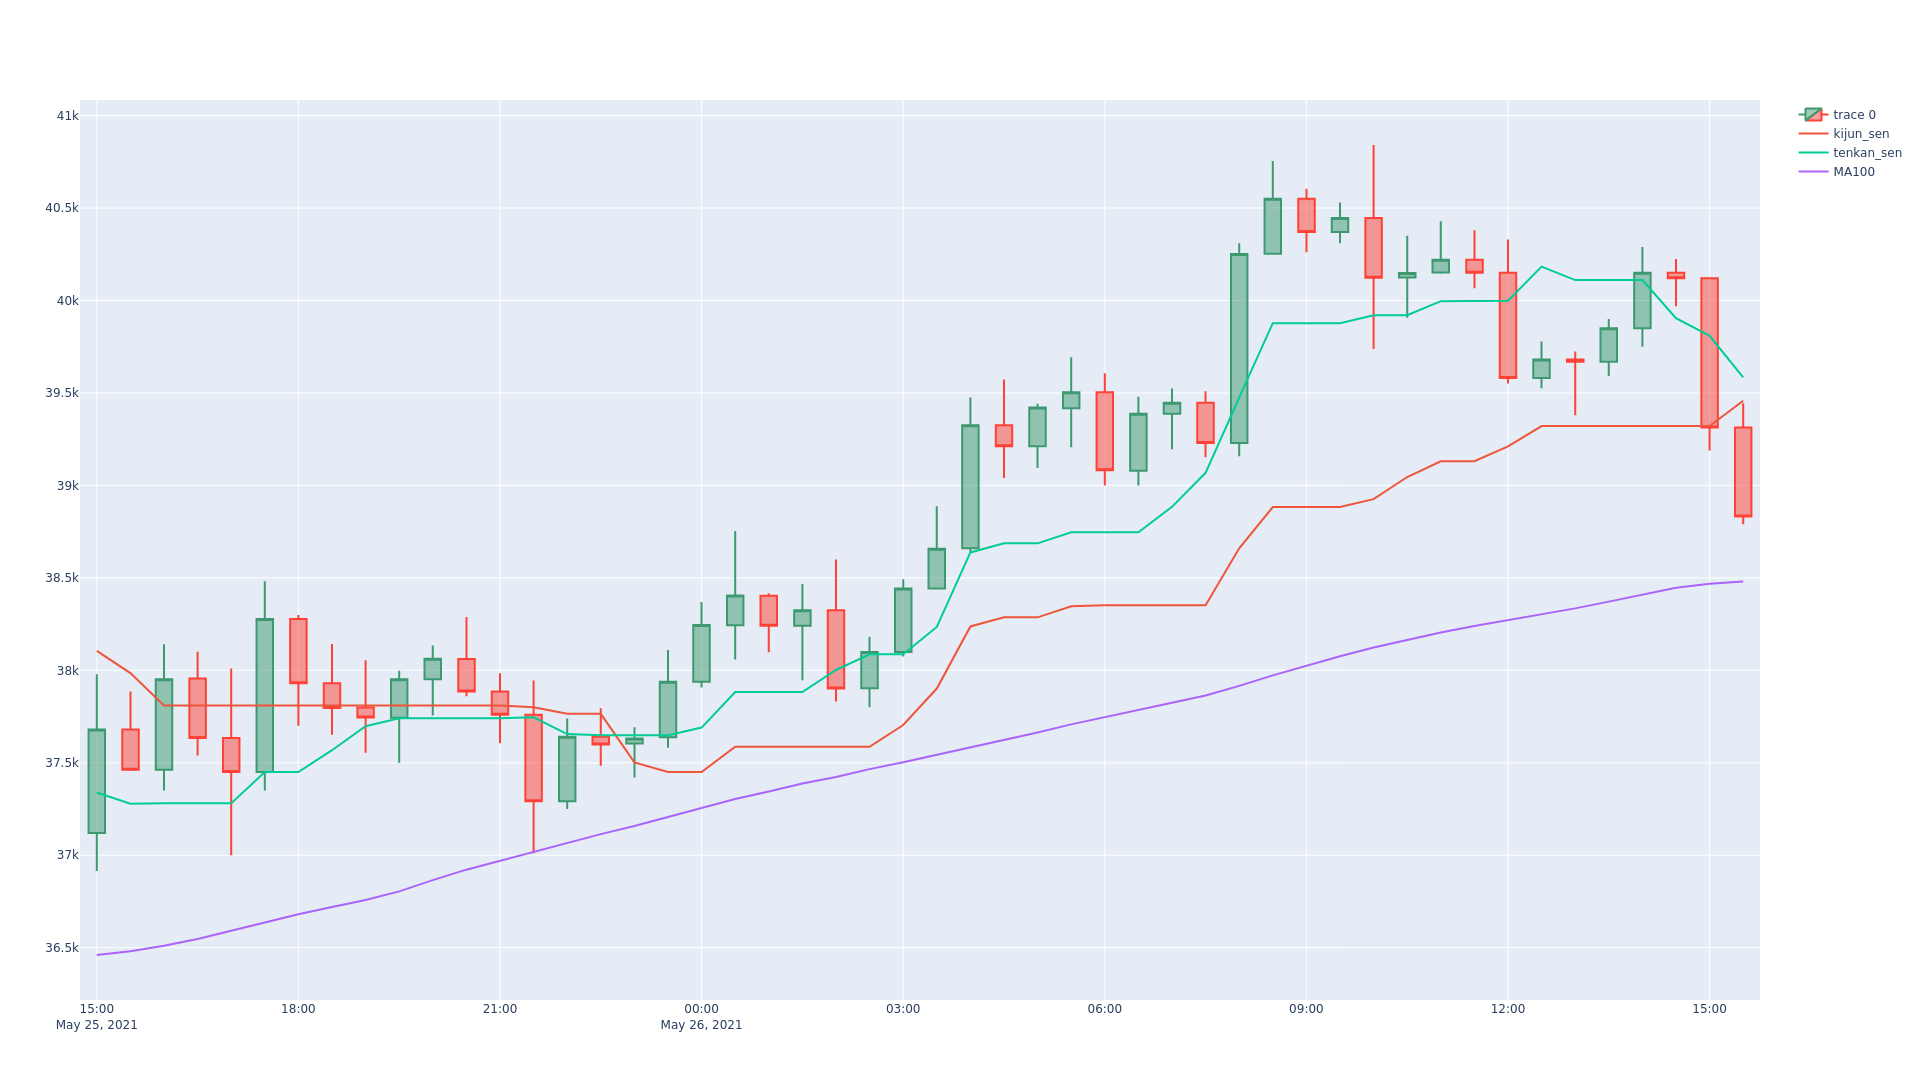 41k
40.5k
40k
39.5k
39k
38.5k
38k
37.5k
37k
36.5k
15:00 18:00 21:00 00:00 03:00 06:00 09:00 12:00 15:00
May 25, 2021 May 26, 2021
trace 0
kijun_sen
tenkan_sen
MA100